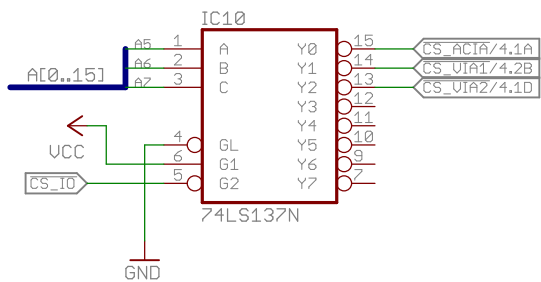 IC10
A5 1 A Y0 15 CS_ACIA/4.1A
A6 2 B Y1 14 CS_VIA1/4.2B
A[0..15] A7 3 C Y2 13 CS_VIA2/4.1D
Y3 12
Y4 11
4 GL Y5 10
VCC 6 G1 Y6 9
CS_IO 5 G2 Y7 7
74LS137N
GND